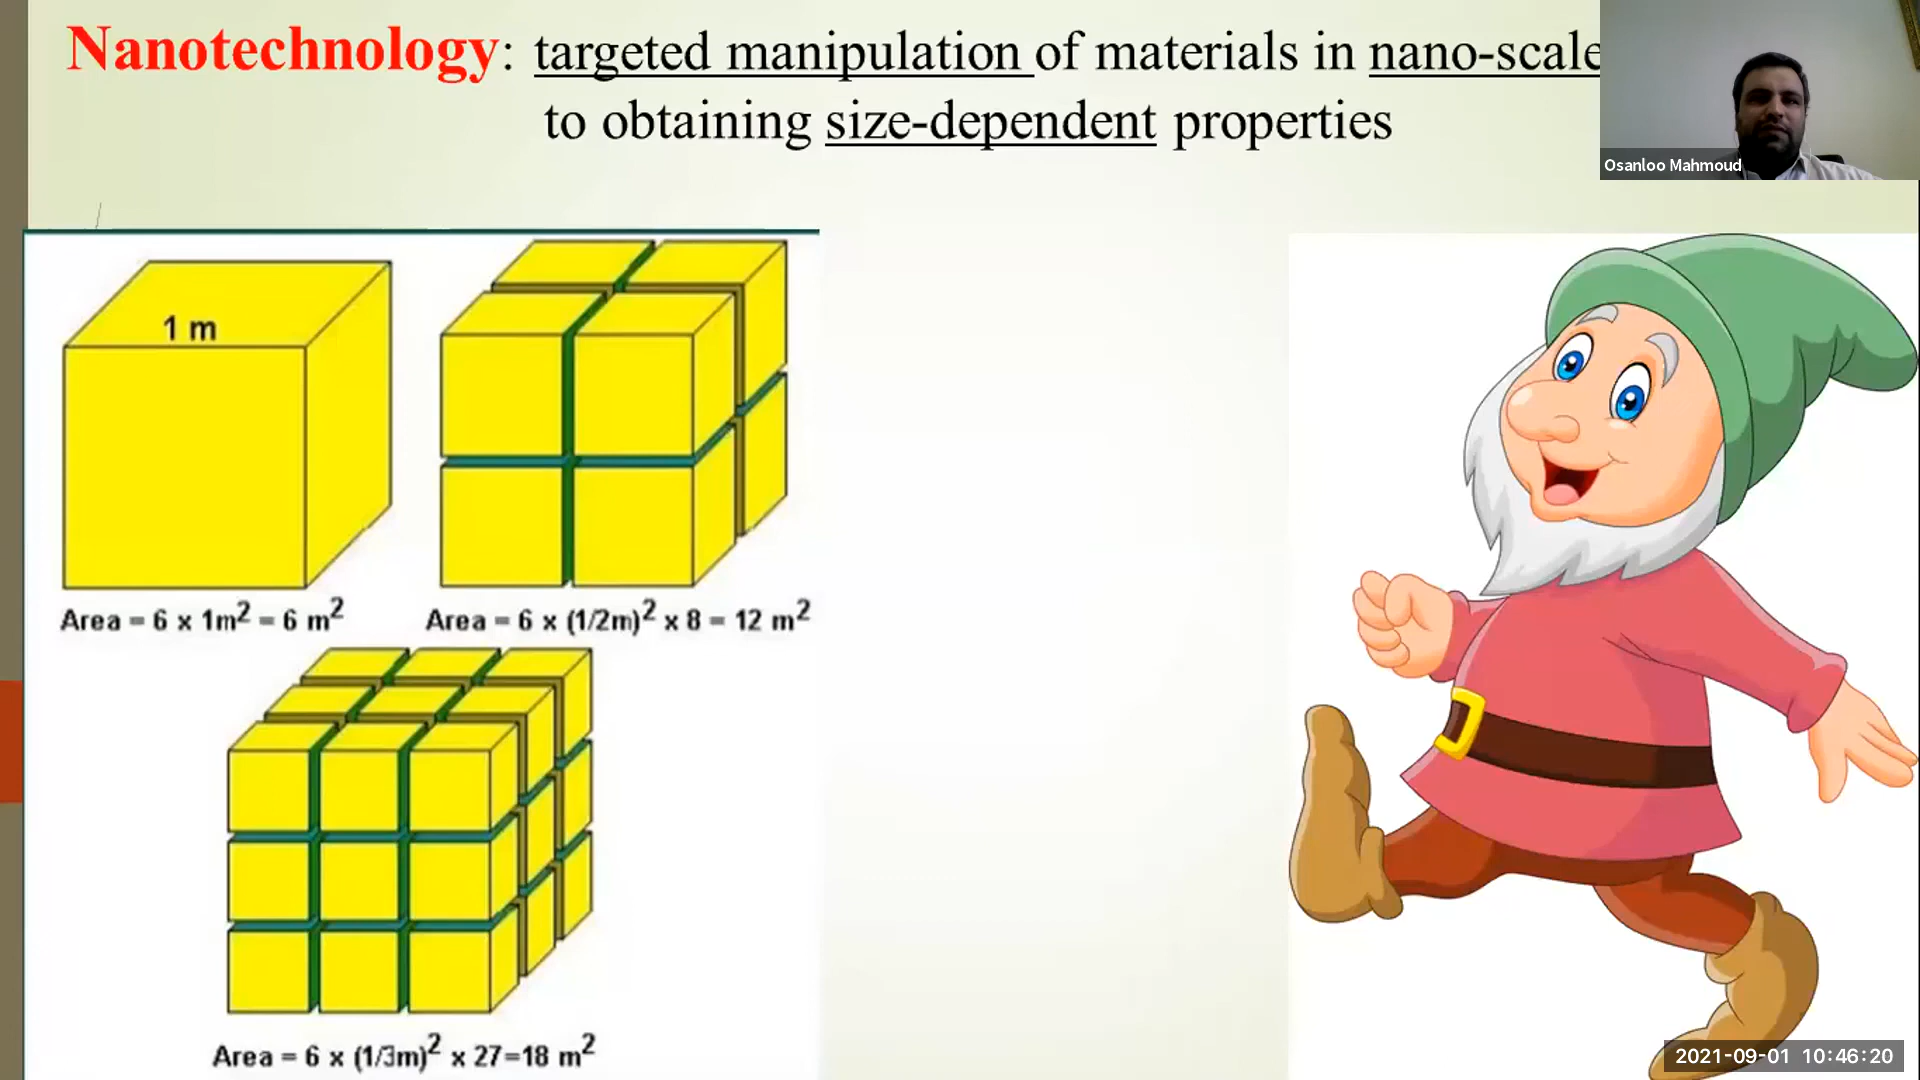 Nanotechnology: targeted manipulation of materials in nano-scale
to obtaining size-dependent properties
Osanloo Mahmoud
1 m
Area = 6 x 1m² = 6 m²
Area = 6 x (1/2m)² x 8 = 12 m²
Area = 6 x (1/3m)² x 27=18 m²
2021-09-01 10:46:20